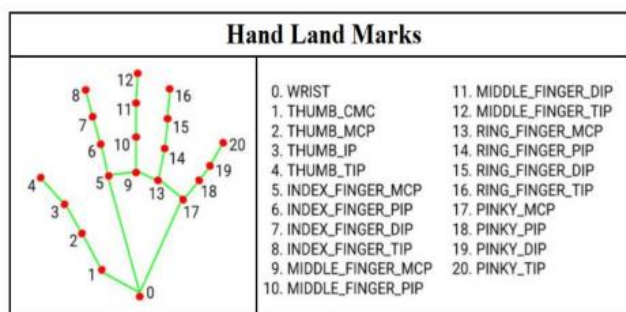 Hand Land Marks
12
8
16
11
7
15
20
10
6
14
19
4
5
9
13
18
3
17
2
1
0
0. WRIST
1. THUMB_CMC
2. THUMB_MCP
3. THUMB_IP
4. THUMB_TIP
5. INDEX_FINGER_MCP
6. INDEX_FINGER_PIP
7. INDEX_FINGER_DIP
8. INDEX_FINGER_TIP
9. MIDDLE_FINGER_MCP
10. MIDDLE_FINGER_PIP
11. MIDDLE_FINGER_DIP
12. MIDDLE_FINGER_TIP
13. RING_FINGER_MCP
14. RING_FINGER_PIP
15. RING_FINGER_DIP
16. RING_FINGER_TIP
17. PINKY_MCP
18. PINKY_PIP
19. PINKY_DIP
20. PINKY_TIP